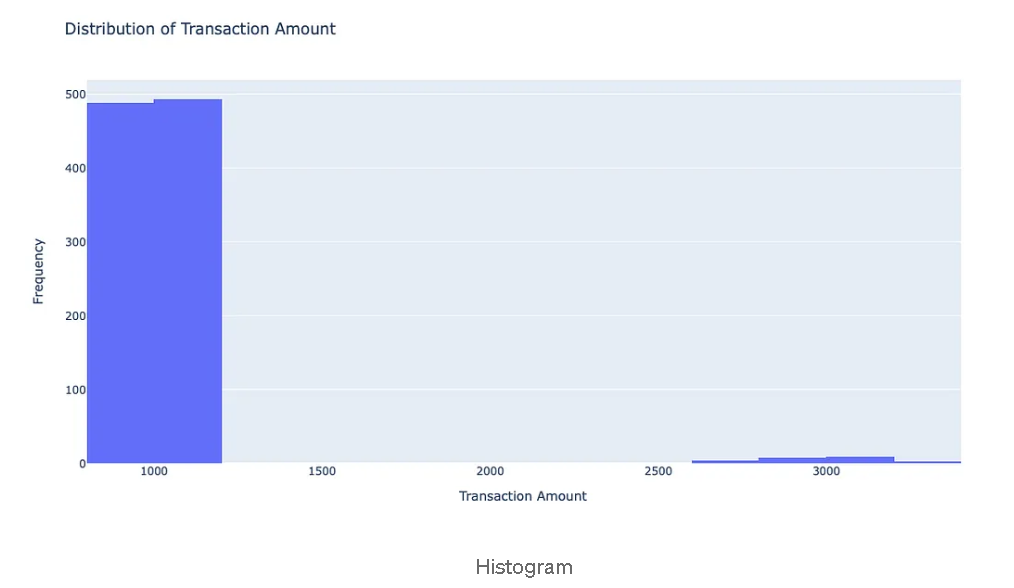 Distribution of Transaction Amount
500
400
300
200
100
0
Frequency
1000 1500 2000 2500 3000
Transaction Amount
Histogram